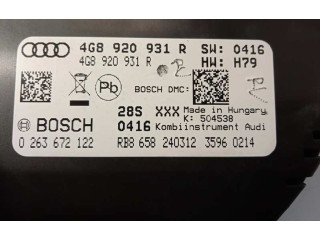 4G8 920 931 R SW: 0416
4G8 920 931 R HW: H79
Pb BOSCH DMC:
28S XXX Made in Hungary
K: 504538
BOSCH 0416 Kombiinstrument Audi
0 263 672 122 RB8 658 240312 3596 0214